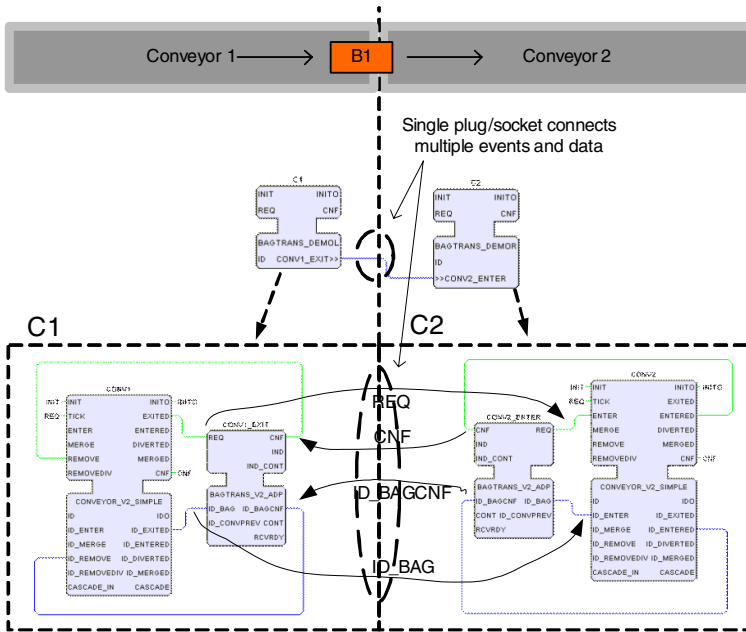 Conveyor 1
B1
Conveyor 2
Single plug/socket connects
multiple events and data
C1
INIT INITO
REQ CNF
BAGTRANS_DEMOL
ID CONV1_EXIT>>
C2
INIT INITO
REQ CNF
BAGTRANS_DEMOR
ID
>>CONV2_ENTER
C1
C2
CONV1
INIT INIT INITO INITO
REQ TICK EXITED
ENTER ENTERED
MERGE DIVERTED
REMOVE MERGED
REMOVEDIV CNF CNF
CONVEYOR_V2_SIMPLE
ID IDO
ID_ENTER ID_EXITED
ID_MERGE ID_ENTERED
ID_REMOVE ID_DIVERTED
ID_REMOVEDIV ID_MERGED
CASCADE_IN CASCADE
CONV1_EXIT
REQ CNF
IND
IND_CONT
BAGTRANS_V2_ADP
ID_BAG ID_BAGCNF
ID_CONVPREV CONT
RCVRDY
REQ
CNF
ID_BAGCNF
ID_BAG
CONV2_ENTER
CNF REQ
IND
IND_CONT
BAGTRANS_V2_ADP
ID_BAGCNF ID_BAG
CONT ID_CONVPREV
RCVRDY
CONV2
INIT INIT INITO INITO
REQ TICK EXITED
ENTER ENTERED
MERGE DIVERTED
REMOVE MERGED
REMOVEDIV CNF CNF
CONVEYOR_V2_SIMPLE
ID IDO
ID_ENTER ID_EXITED
ID_MERGE ID_ENTERED
ID_REMOVE ID_DIVERTED
ID_REMOVEDIV ID_MERGED
CASCADE_IN CASCADE